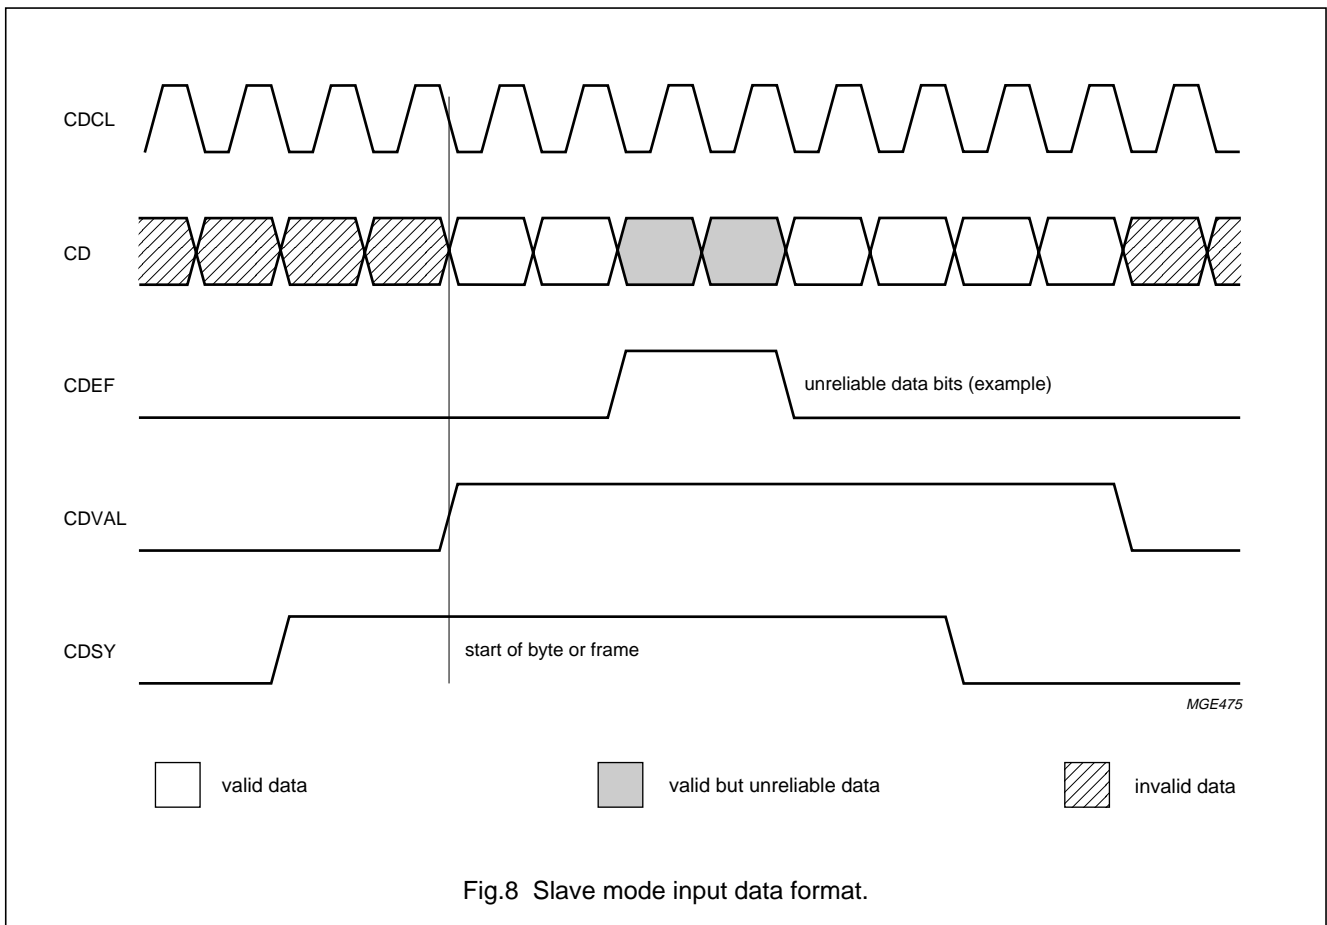 CDCL
CD
CDEF
unreliable data bits (example)
CDVAL
CDSY
start of byte or frame
MGE475
valid data
valid but unreliable data
invalid data
Fig.8 Slave mode input data format.